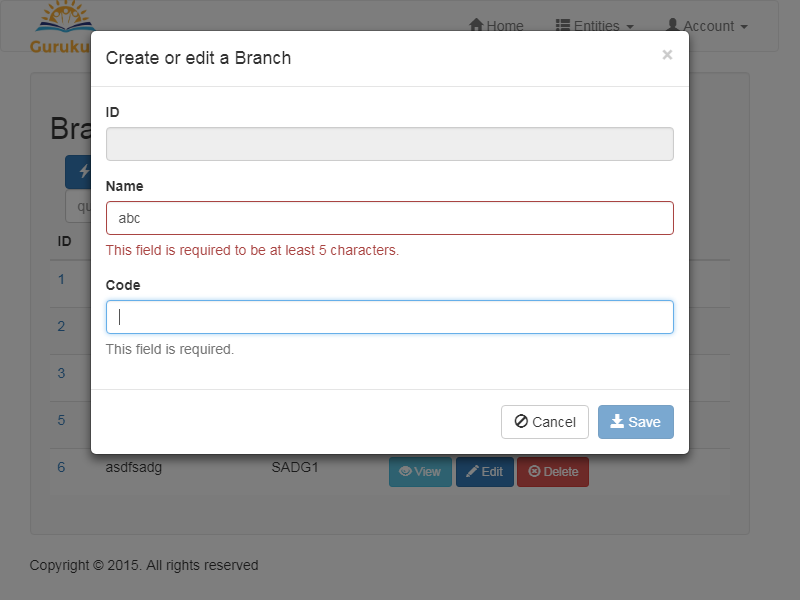 Home Entities Account
Guruku
Create or edit a Branch ×
ID
Name
abc
This field is required to be at least 5 characters.
Code
This field is required.
Cancel Save
Bra
qu
ID
1
2
3
5
6 asdfsadg SADG1 View Edit Delete
Copyright © 2015. All rights reserved